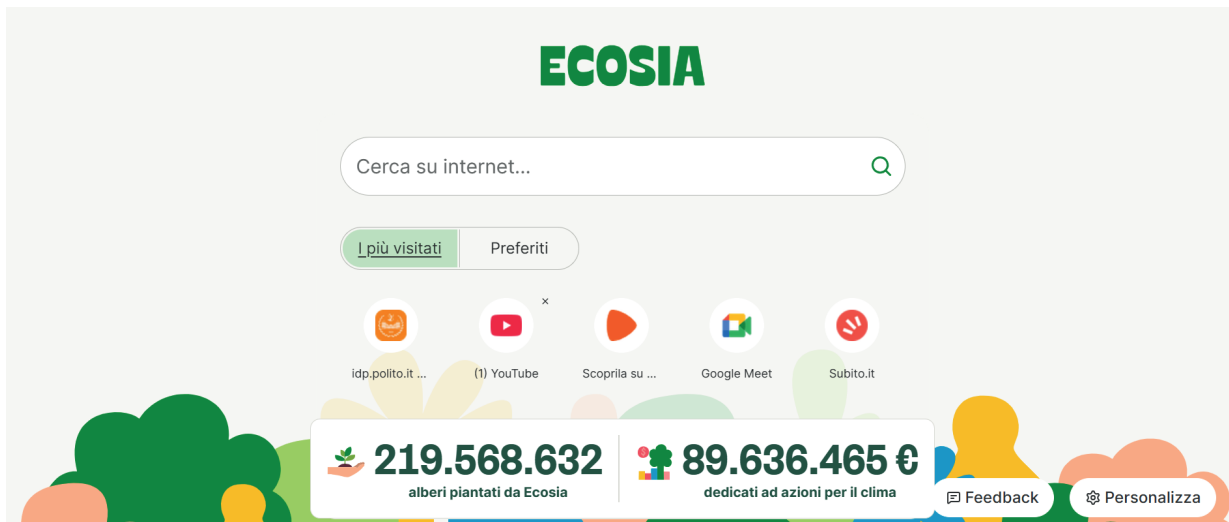 ECOSIA
Cerca su internet...
I più visitati Preferiti
idp.polito.it ... (1) YouTube Scoprila su ... Google Meet Subito.it
219.568.632 89.636.465 €
alberi piantati da Ecosia dedicati ad azioni per il clima
Feedback Personalizza